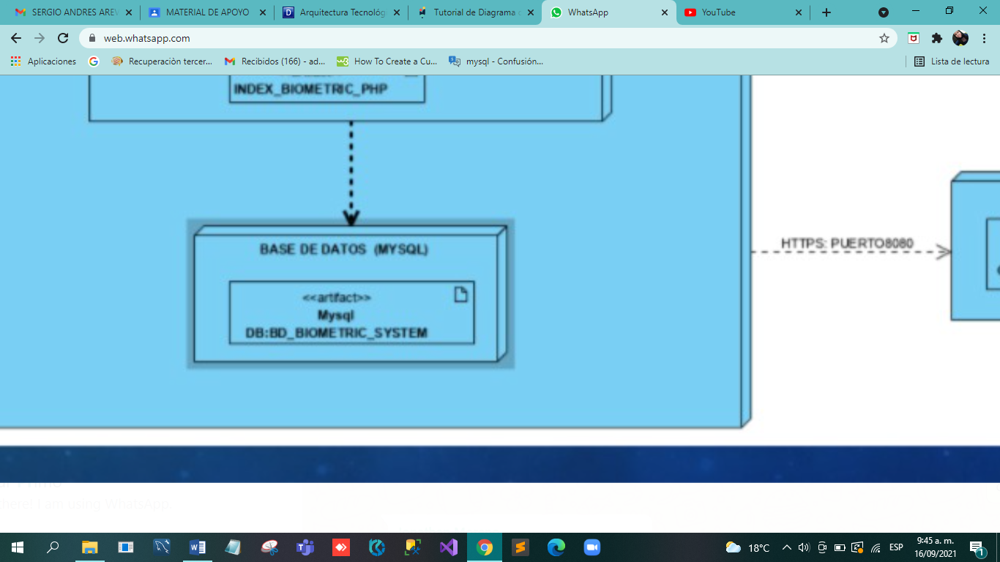 SERGIO ANDRES AREV
MATERIAL DE APOYO
Arquitectura Tecnológ
Tutorial de Diagrama
WhatsApp
YouTube
web.whatsapp.com
Aplicaciones
Recuperaciòn tercer...
Recibidos (166) - ad...
How To Create a Cu...
mysql - Confusión...
Lista de lectura
INDEX_BIOMETRIC_PHP
BASE DE DATOS (MYSQL)
<<artifact>>
Mysql
DB:BD_BIOMETRIC_SYSTEM
HTTPS: PUERTO8080
I am using WhatsApp.
18°C
ESP
9:45 a. m.
16/09/2021
1